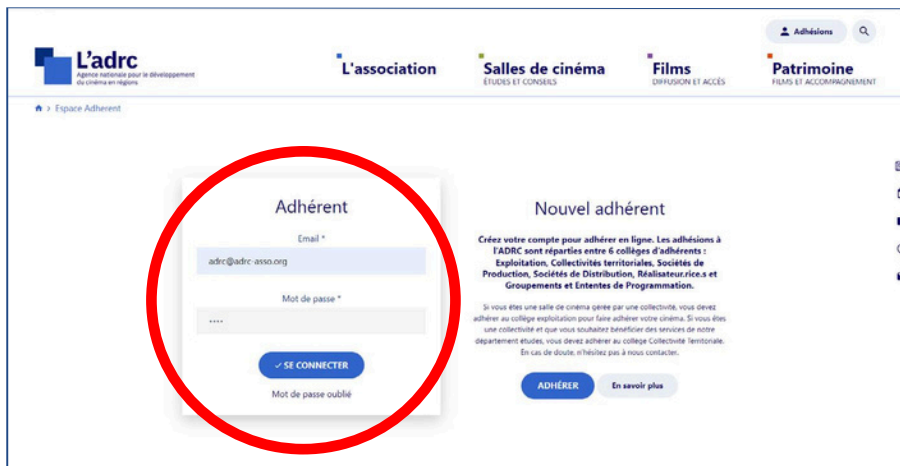 Adhésions
L'adrc
Agence nationale pour le développement
du cinéma en régions
L'association
Salles de cinéma
ÉTUDES ET CONSEILS
Films
DIFFUSION ET ACCÈS
Patrimoine
FILMS ET ACCOMPAGNEMENT
> Espace Adherent
Adhérent
Email *
adrc@adrc-asso.org
Mot de passe *
....
SE CONNECTER
Mot de passe oublié
Nouvel adhérent
Créez votre compte pour adhérer en ligne. Les adhésions à
l'ADRC sont réparties entre 6 collèges d'adhérents :
Exploitation, Collectivités territoriales, Sociétés de
Production, Sociétés de Distribution, Réalisateur.rice.s et
Groupements et Ententes de Programmation.
Si vous êtes une salle de cinéma gérée par une collectivité, vous devez
adhérer au collège exploitation pour faire adhérer votre cinéma. Si vous êtes
une collectivité et que vous souhaitez bénéficier des services de notre
département études, vous devez adhérer au collège Collectivité Territoriale.
En cas de doute, n'hésitez pas à nous contacter.
ADHÉRER
En savoir plus